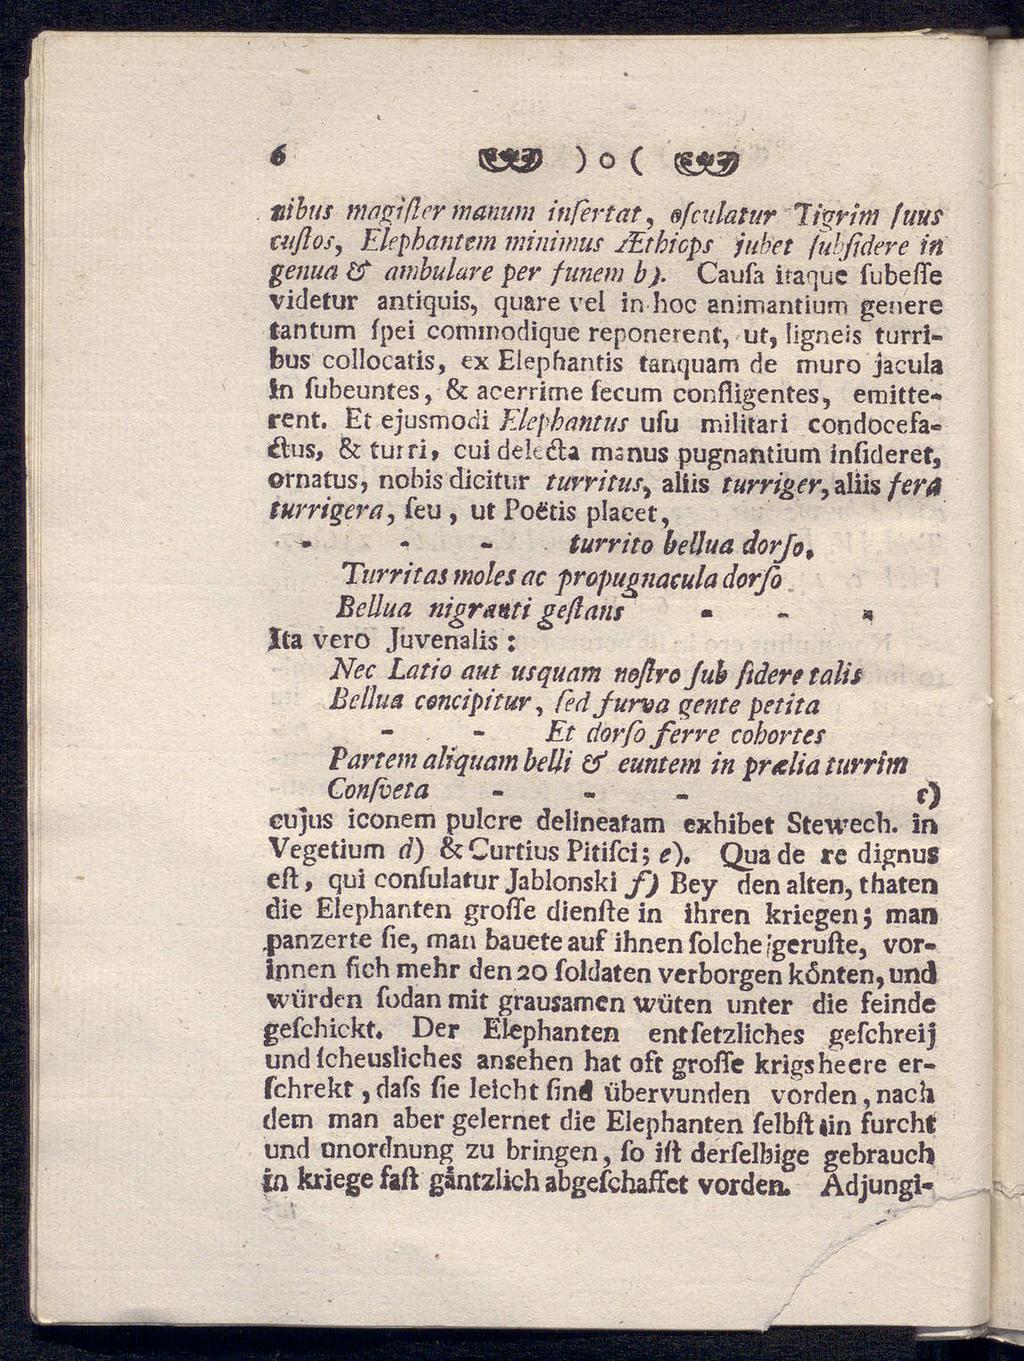 6 ) o (
nibus magiſter manum inſertat, oſculatur Tigrim ſuus
cuſtos, Elephantem minimus Æthiops jubet ſubſidere in
genua & ambulare per funem b). Cauſa itaque ſubeſſe
videtur antiquis, quare vel in hoc animantium genere
tantum ſpei commodique reponerent, ut, ligneis turri-
bus collocatis, ex Elephantis tanquam de muro jacula
in ſubeuntes, & acerrime ſecum confligentes, emitte-
rent. Et ejusmodi Elephantus uſu militari condocefa-
ctus, & turri, cui delecta manus pugnantium inſideret,
ornatus, nobis dicitur turritus, aliis turriger, aliis fera
turrigera, ſeu, ut Poëtis placet,
- - - turrito bellua dorſo,
Turritas moles ac propugnacula dorſo.
Bellua nigranti geſtans - - -
Ita vero Juvenalis:
Nec Latio aut usquam noſtro ſub ſidere talis
Bellua concipitur, ſed furva gente petita
- - Et dorſo ferre cohortes
Partem aliquam belli & euntem in prælia turrim
Conſveta - - - c)
cujus iconem pulcre delineatam exhibet Stewech. in
Vegetium d) & Curtius Pitiſci; e). Qua de re dignus
eſt, qui conſulatur Jablonski f) Bey den alten, thaten
die Elephanten groſſe dienſte in ihren kriegen; man
panzerte ſie, man bauete auf ihnen ſolche geruſte, vor-
innen ſich mehr den 20 ſoldaten verborgen kônten, und
würden ſodan mit grauſamen wüten unter die feinde
geſchickt. Der Elephanten entſetzliches geſchreij
und ſcheusliches anſehen hat oft groſſe krigsheere er-
ſchrekt, daſs ſie leicht ſind übervunden vorden, nach
dem man aber gelernet die Elephanten ſelbſt in furcht
und unordnung zu bringen, ſo iſt derſelbige gebrauch
in kriege faſt gântzlich abgeſchaffet vorden. Adjungi-